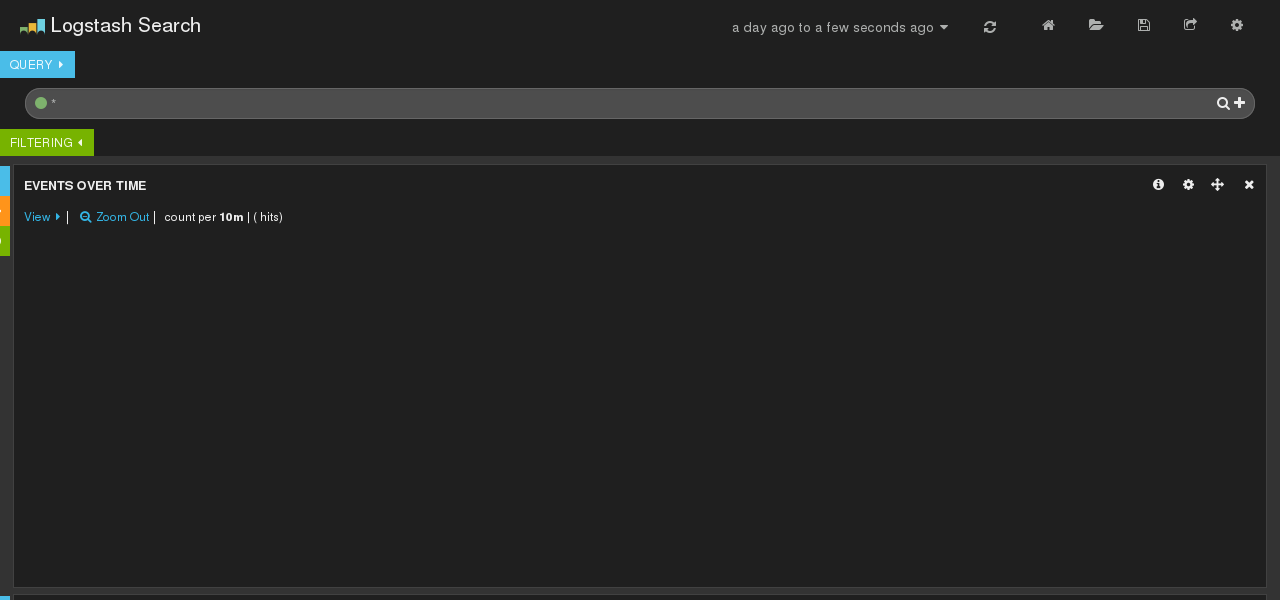 Logstash Search
a day ago to a few seconds ago
QUERY
*
FILTERING
EVENTS OVER TIME
View | Zoom Out | count per 10m | ( hits)